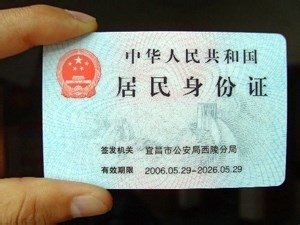 中华人民共和国
居民身份证
签发机关 宜昌市公安局西陵分局
有效期限 2006.05.29-2026.05.29